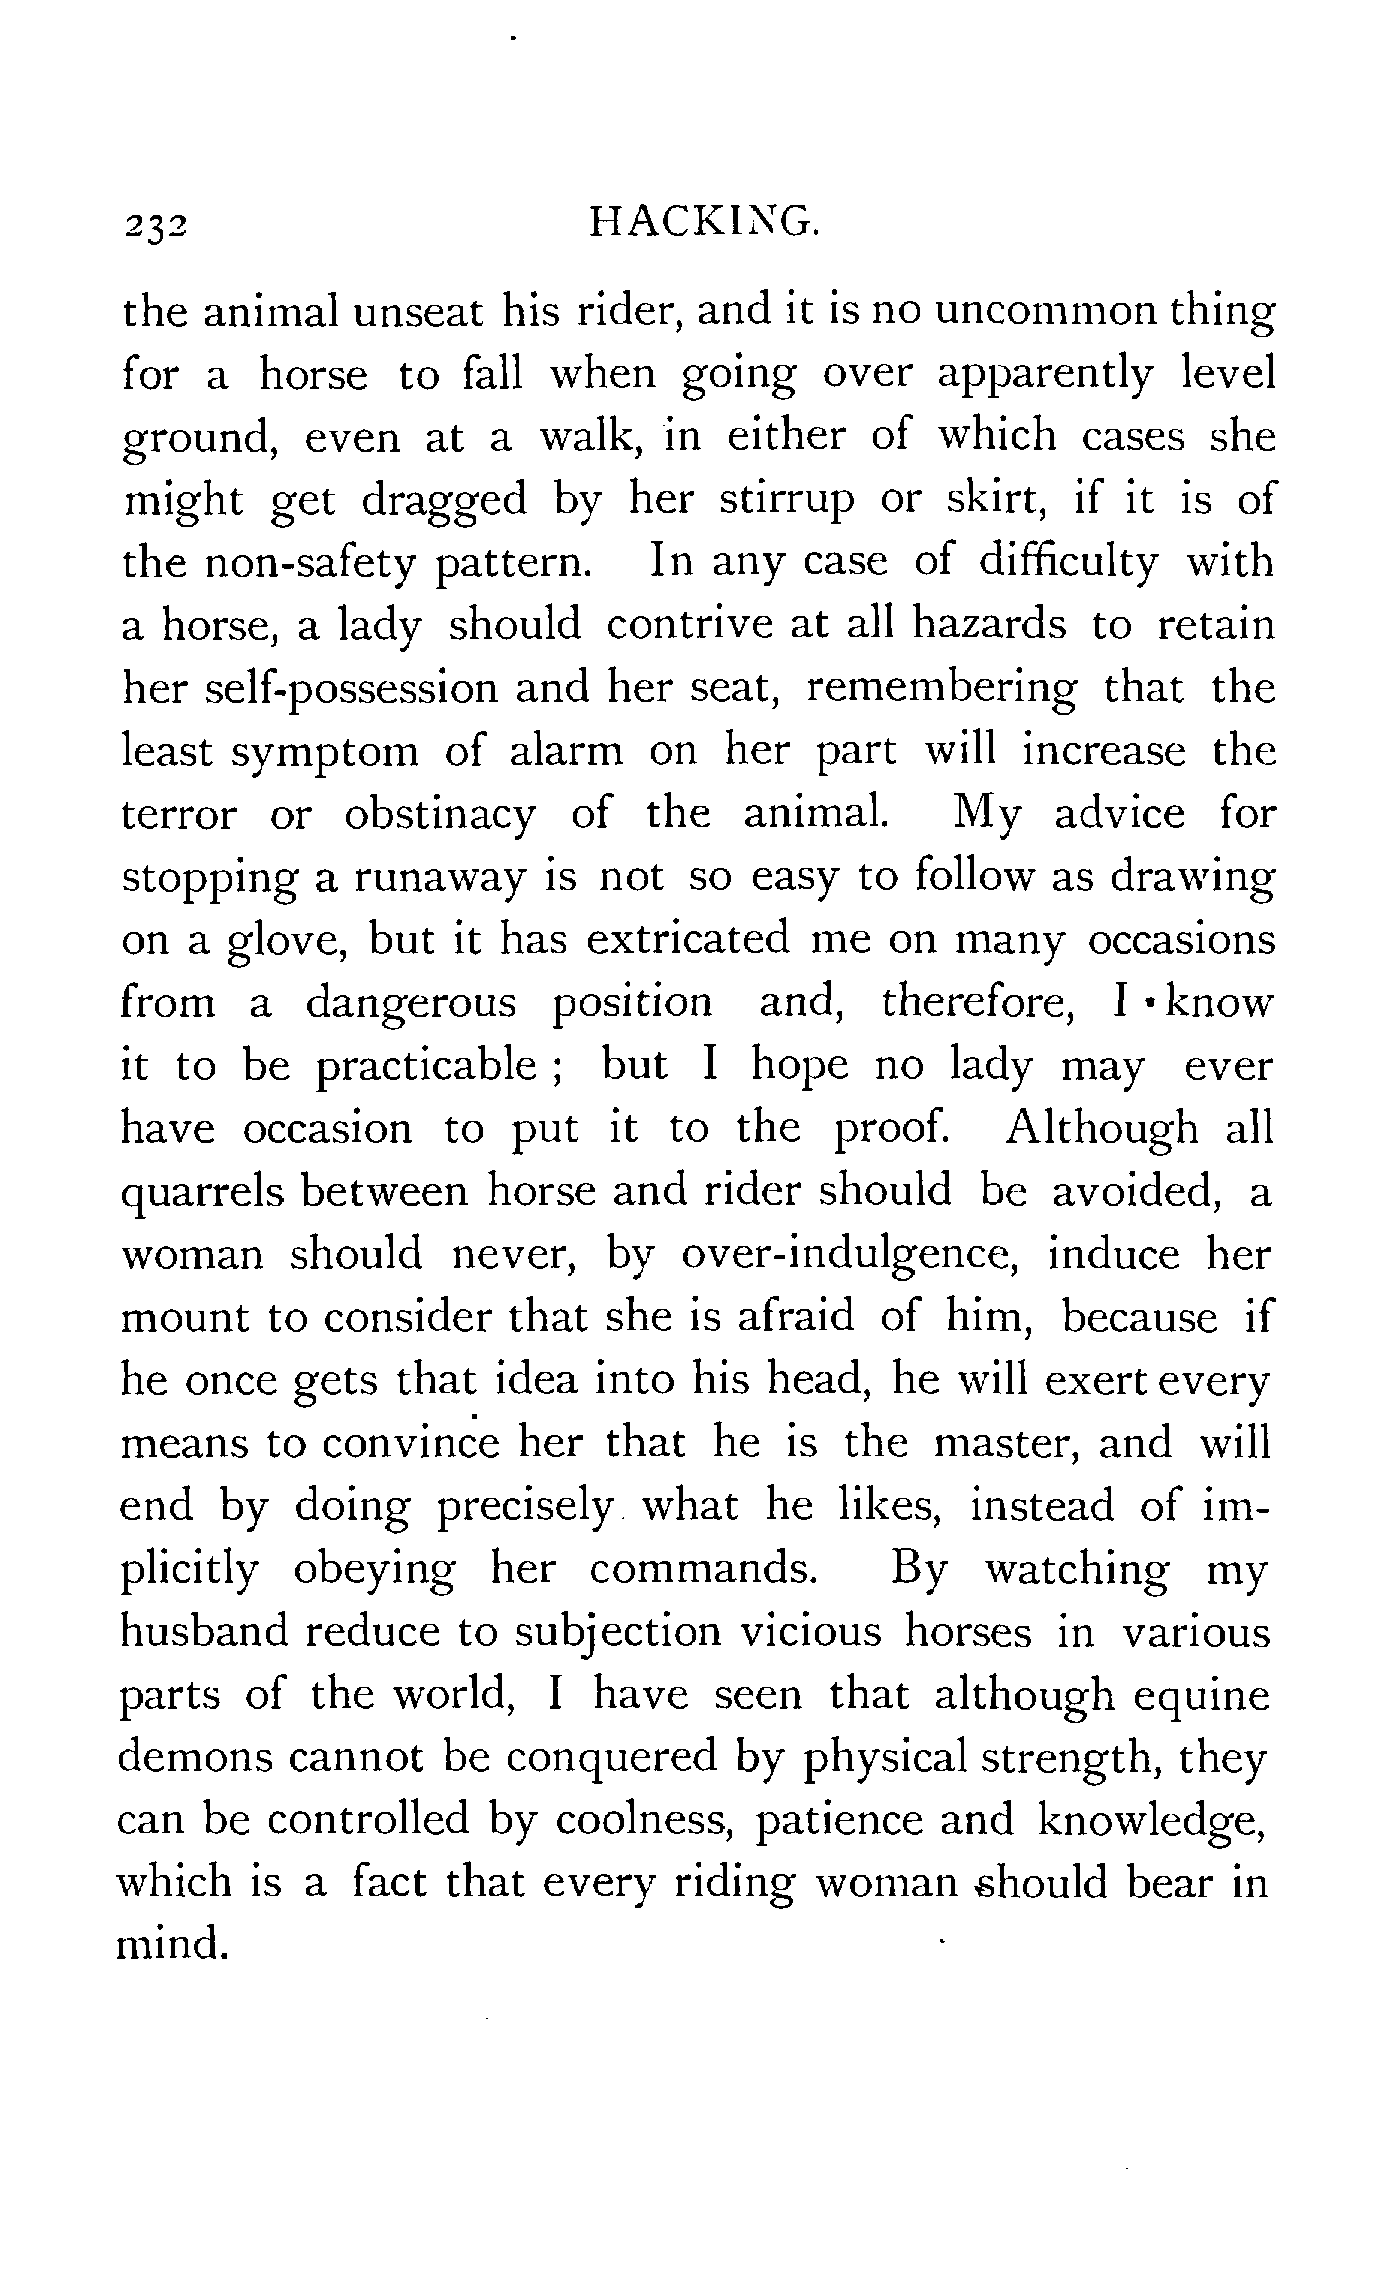 232 HACKING.
the animal unseat his rider, and it is no uncommon thing
for a horse to fall when going over apparently level
ground, even at a walk, in either of which cases she
might get dragged by her stirrup or skirt, if it is of
the non-safety pattern. In any case of difficulty with
a horse, a lady should contrive at all hazards to retain
her self-possession and her seat, remembering that the
least symptom of alarm on her part will increase the
terror or obstinacy of the animal. My advice for
stopping a runaway is not so easy to follow as drawing
on a glove, but it has extricated me on many occasions
from a dangerous position and, therefore, I know
it to be practicable ; but I hope no lady may ever
have occasion to put it to the proof. Although all
quarrels between horse and rider should be avoided, a
woman should never, by over-indulgence, induce her
mount to consider that she is afraid of him, because if
he once gets that idea into his head, he will exert every
means to convince her that he is the master, and will
end by doing precisely what he likes, instead of im-
plicitly obeying her commands. By watching my
husband reduce to subjection vicious horses in various
parts of the world, I have seen that although equine
demons cannot be conquered by physical strength, they
can be controlled by coolness, patience and knowledge,
which is a fact that every riding woman should bear in
mind.